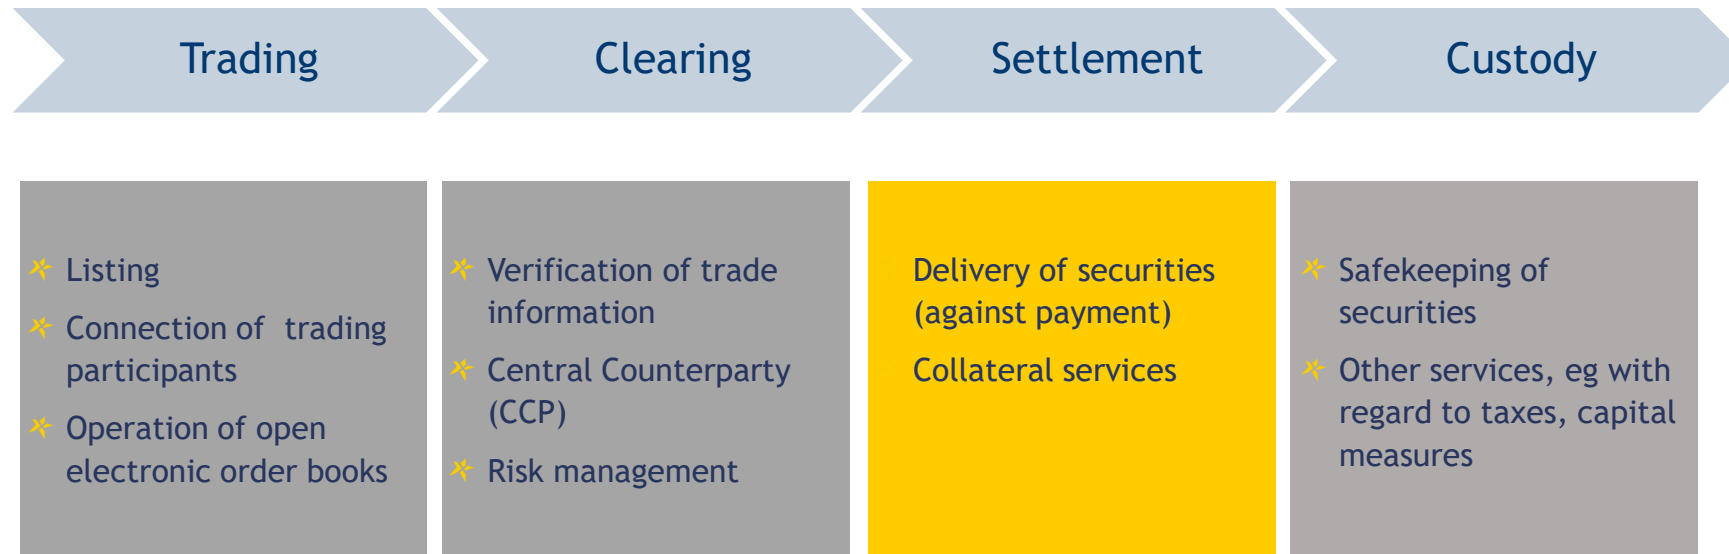 Trading
Clearing
Settlement
Custody
Listing
Connection of trading
participants
Operation of open
electronic order books
Verification of trade
information
Central Counterparty
(CCP)
Risk management
Delivery of securities
(against payment)
Collateral services
Safekeeping of
securities
Other services, eg with
regard to taxes, capital
measures